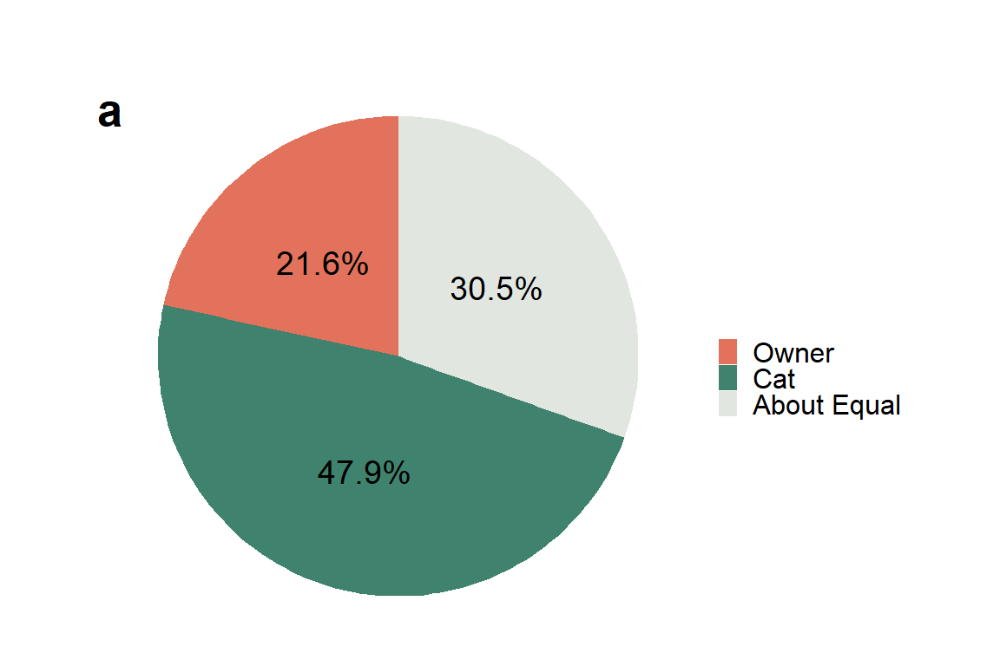 a
21.6%
30.5%
47.9%
Owner
Cat
About Equal